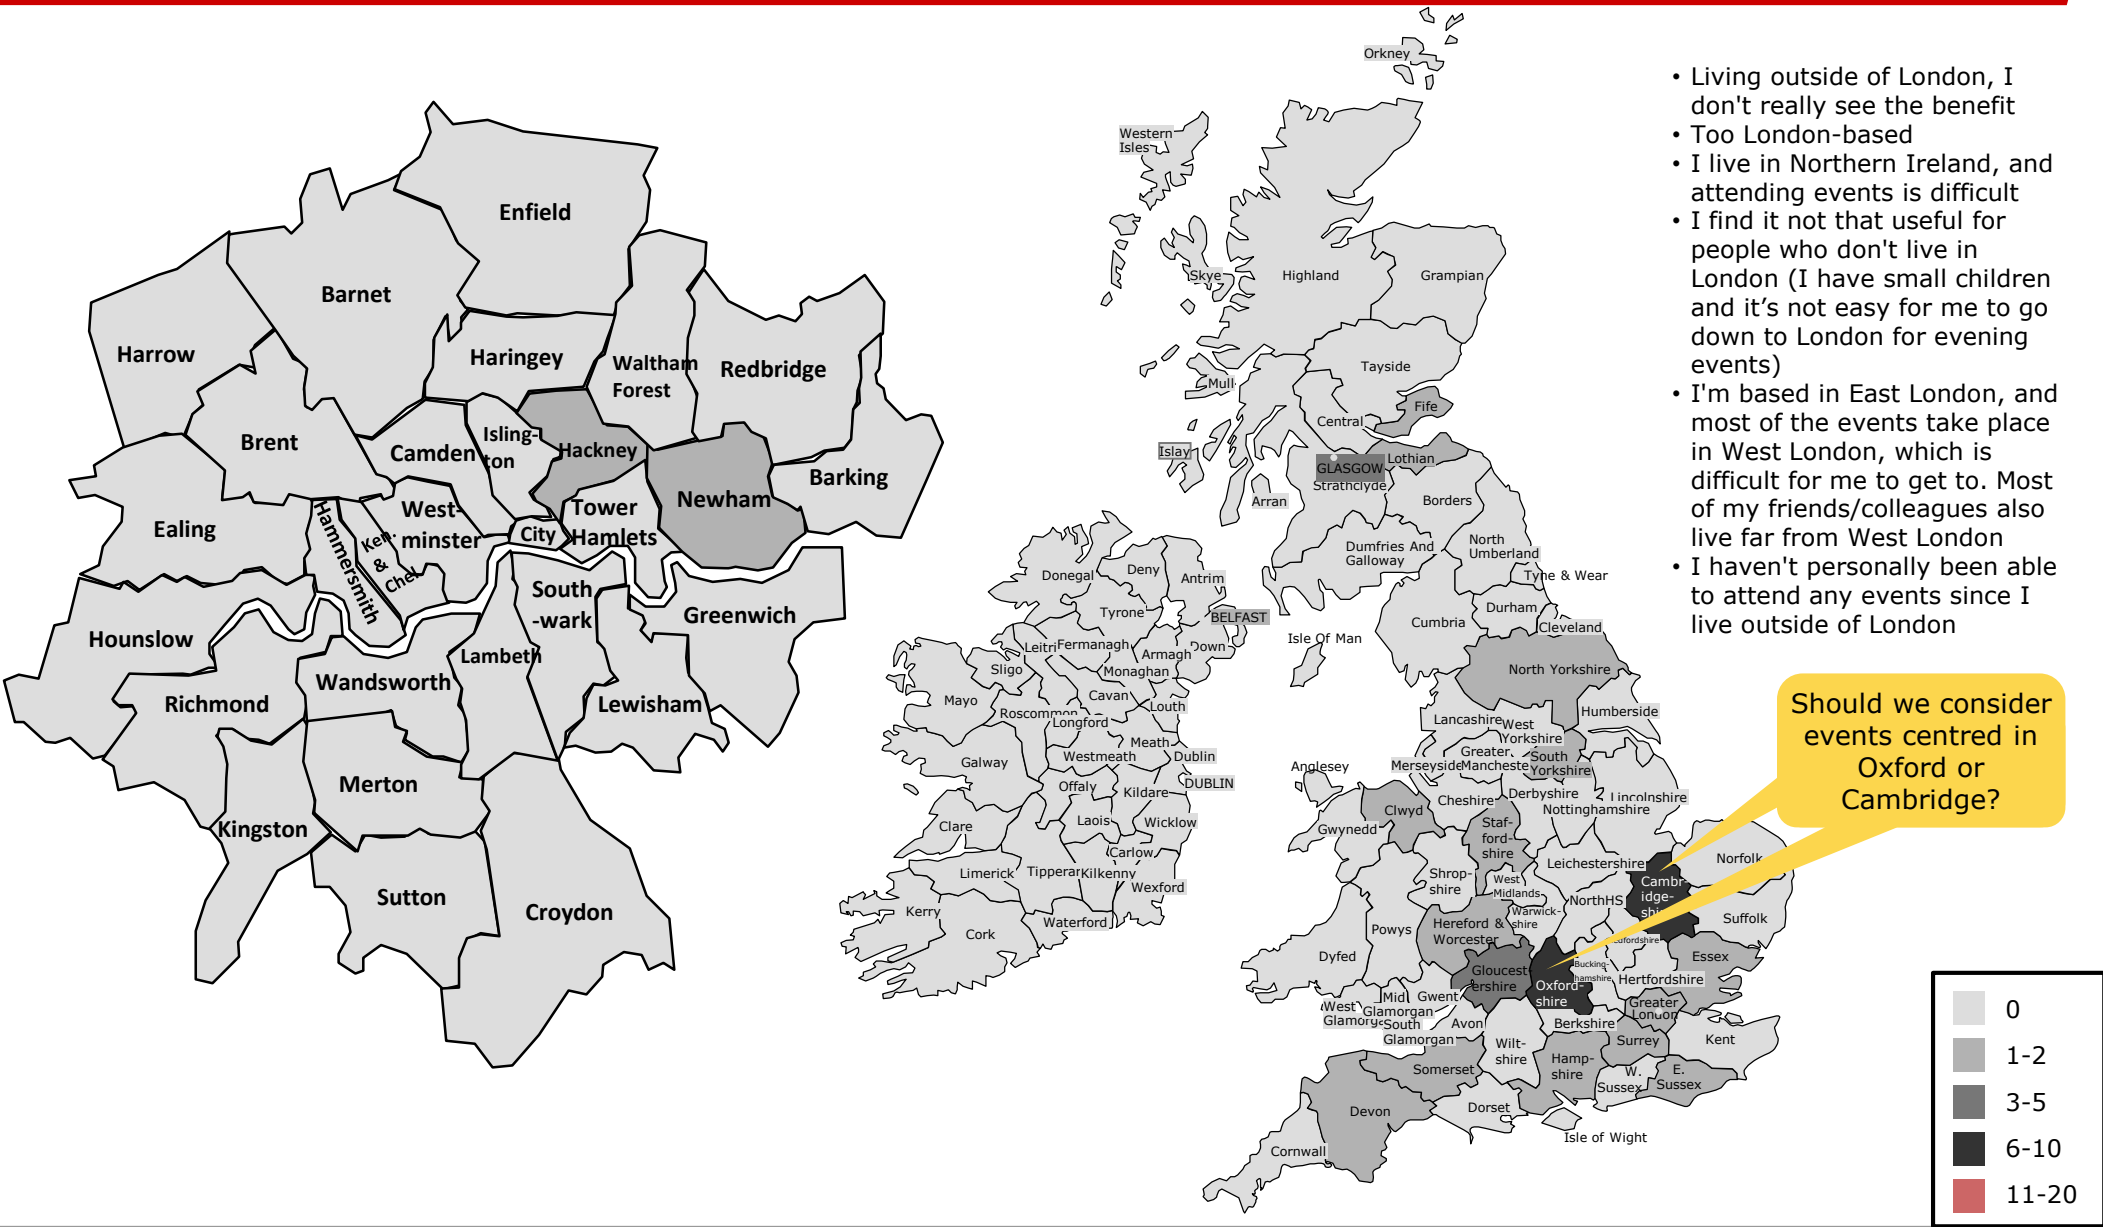 Enfield
Barnet
Harrow
Haringey
Waltham
Forest
Redbridge
Brent
Camden
Isling-
ton
Hackney
Newham
Barking
Ealing
Hammersmith
Ken.
&
Chel
West-
minster
City
Tower
Hamlets
South
-wark
Greenwich
Hounslow
Lambeth
Richmond
Wandsworth
Lewisham
Merton
Kingston
Sutton
Croydon
Orkney
Western
Isles
Skye
Highland
Grampian
Tayside
Mull
Fife
Central
Islay
GLASGOW
Lothian
Strathclyde
Arran
Borders
Dumfries And
Galloway
North
Umberland
Tyne & Wear
Donegal
Deny
Antrim
Tyrone
BELFAST
Durham
Cumbria
Cleveland
Isle Of Man
Leitri
Fermanagh
Armagh
Down
Sligo
Monaghan
North Yorkshire
Mayo
Cavan
Louth
Roscommon
Longford
Humberside
Lancashire
West
Yorkshire
Meath
Westmeath
Dublin
Galway
Greater
Mancheste
Merseyside
South
Yorkshire
Anglesey
DUBLIN
Offaly
Kildare
Cheshire
Derbyshire
Lincolnshire
Nottinghamshire
Clwyd
Laois
Wicklow
Clare
Gwynedd
Staf-
ford-
shire
Carlow
Leichestershire
Norfolk
Limerick
Tipperar
Kilkenny
Wexford
Shrop-
shire
West
Midlands
Cambr-
idge-
shi
NorthHS
Kerry
Waterford
Warwick-
shire
Suffolk
Cork
Powys
Hereford &
Worcester
dfordshire
Dyfed
Essex
Gloucest-
ershire
Bucking-
hamshire
Hertfordshire
Oxford-
shire
Mid
Glamorgan
Gwent
West
Glamorga
South
Glamorgan
Avon
Berkshire
Greater
London
Wilt-
shire
Surrey
Kent
Somerset
Hamp-
shire
W.
Sussex
E.
Sussex
Devon
Dorset
Isle of Wight
Cornwall
• Living outside of London, I
don't really see the benefit
• Too London-based
• I live in Northern Ireland, and
attending events is difficult
• I find it not that useful for
people who don't live in
London (I have small children
and it’s not easy for me to go
down to London for evening
events)
• I'm based in East London, and
most of the events take place
in West London, which is
difficult for me to get to. Most
of my friends/colleagues also
live far from West London
• I haven't personally been able
to attend any events since I
live outside of London
Should we consider
events centred in
Oxford or
Cambridge?
0
1-2
3-5
6-10
11-20